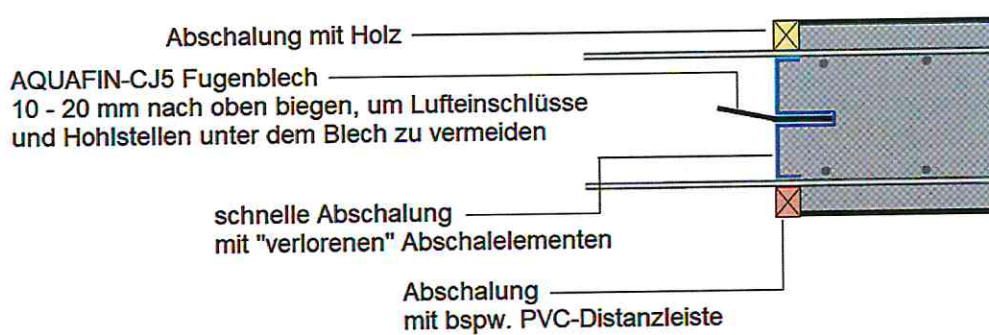 Abschalung mit Holz
AQUAFIN-CJ5 Fugenblech
10 - 20 mm nach oben biegen, um Lufteinschlüsse
und Hohlstellen unter dem Blech zu vermeiden
schnelle Abschalung
mit "verlorenen" Abschalelementen
Abschalung
mit bspw. PVC-Distanzleiste